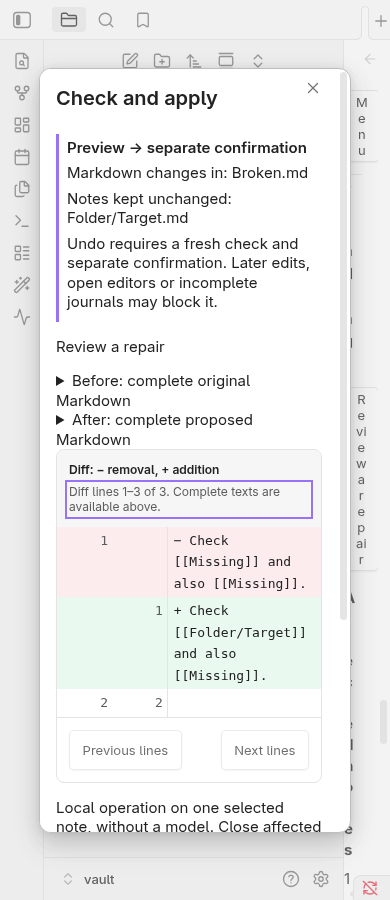 Check and apply
Preview → separate confirmation
Markdown changes in: Broken.md
Notes kept unchanged:
Folder/Target.md
Undo requires a fresh check and
separate confirmation. Later edits,
open editors or incomplete
journals may block it.
Review a repair
▶ Before: complete original
Markdown
▶ After: complete proposed
Markdown
Diff: − removal, + addition
Diff lines 1–3 of 3. Complete texts are
available above.
1 − Check
[[Missing]] and
also [[Missing]].
1 + Check
[[Folder/Target]]
and also
[[Missing]].
2 2
Previous lines Next lines
Local operation on one selected
note, without a model. Close affected
M
e
n
u
R
e
v
i
e
w
a
r
e
p
a
ir
vault
1